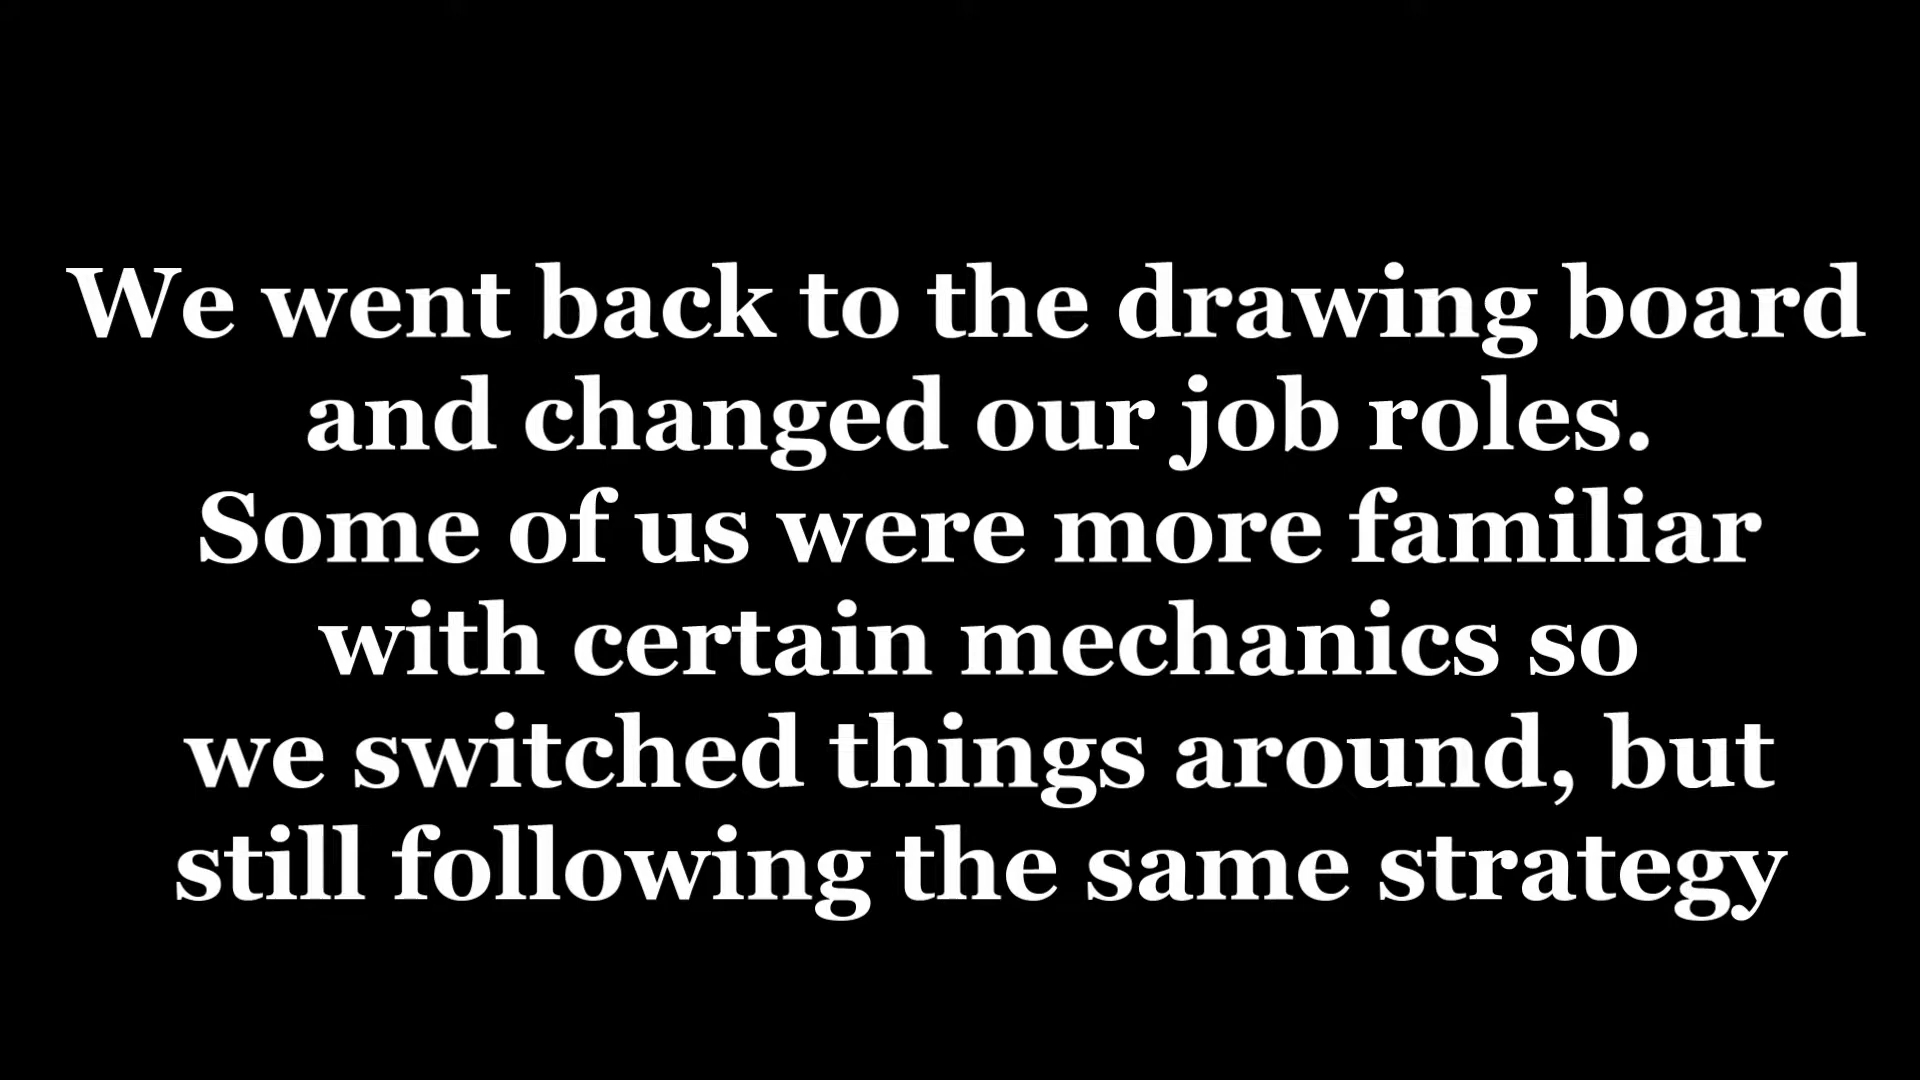 We went back to the drawing board
and changed our job roles.
Some of us were more familiar
with certain mechanics so
we switched things around, but
still following the same strategy